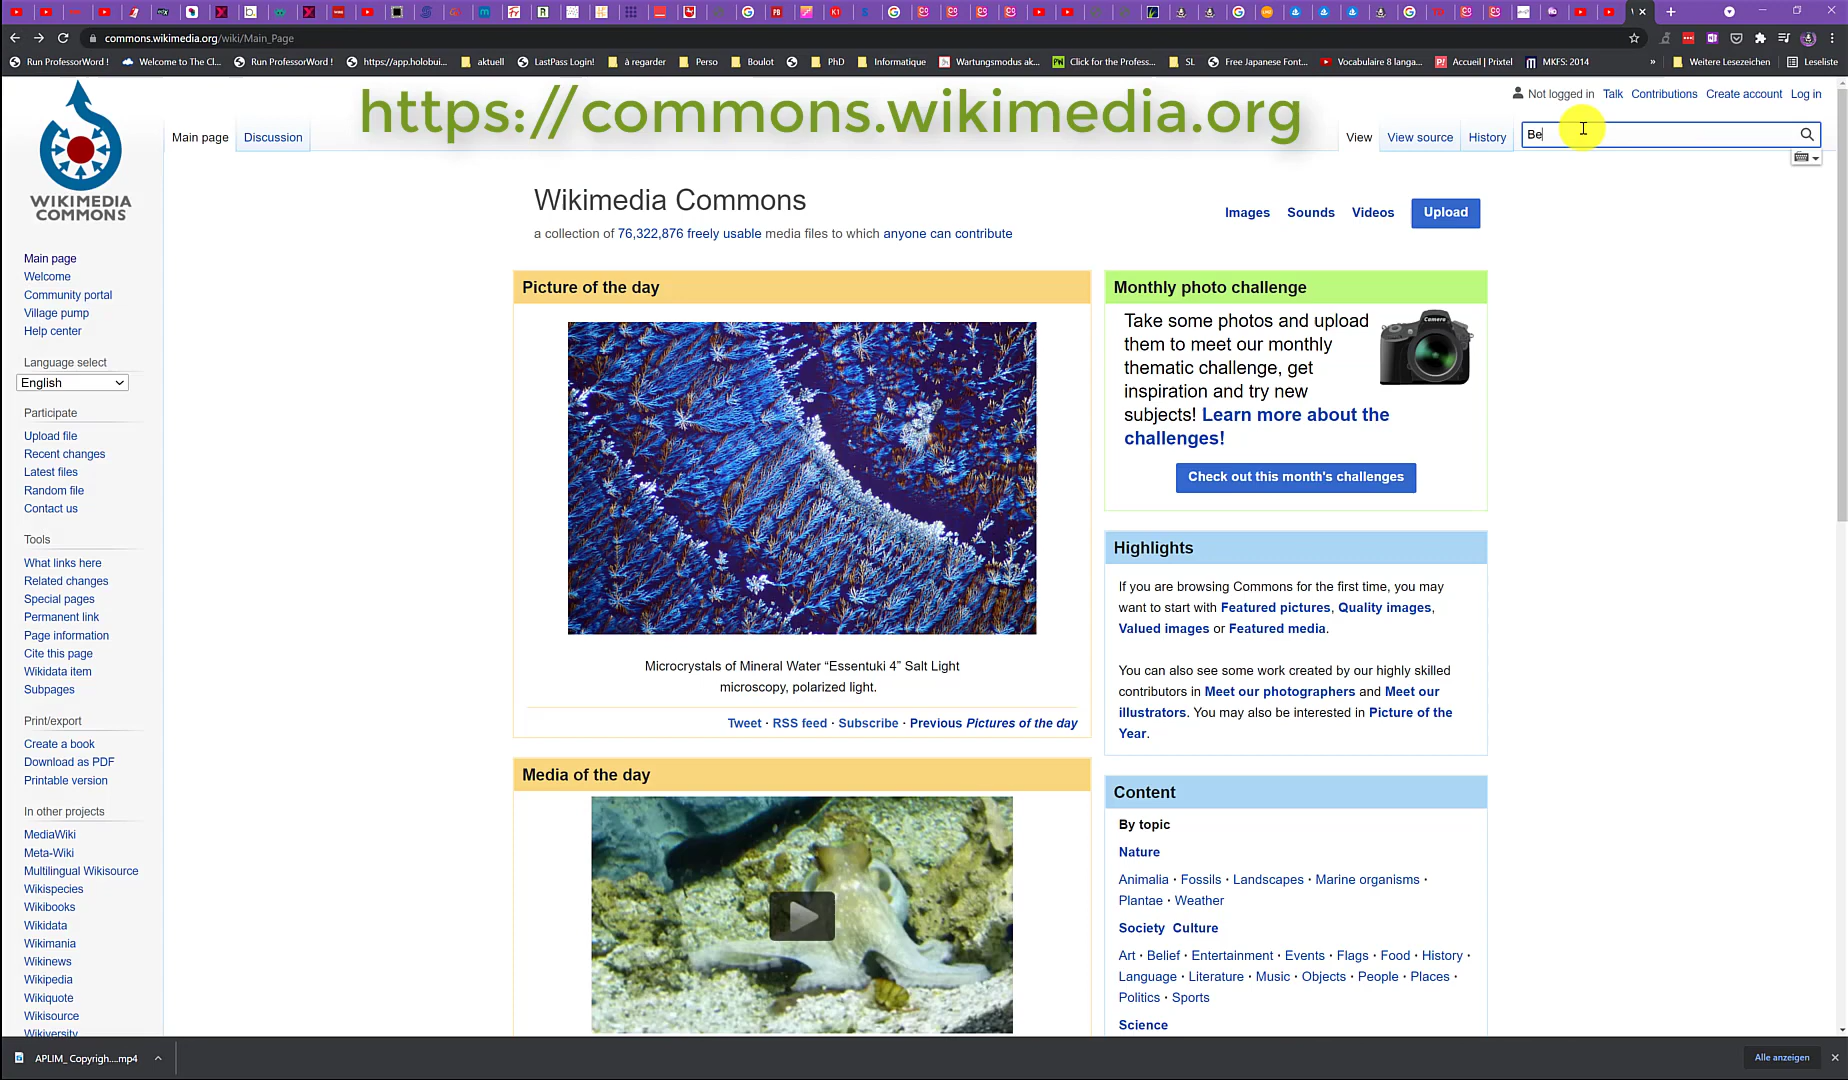 commons.wikimedia.org/wiki/Main_Page
Run ProfessorWord !
Welcome to The Cl...
Run ProfessorWord !
https://app.holobui...
aktuell
LastPass Login!
à regarder
Perso
Boulot
PhD
Informatique
Wartungsmodus ak...
Click for the Profess...
SL
Free Japanese Font...
Vocabulaire 8 langa...
Accueil | Prixtel
MKFS: 2014
»
Weitere Lesezeichen
Leseliste
https://commons.wikimedia.org
Not logged in Talk Contributions Create account Log in
Main page Discussion
View View source History
Be
WIKIMEDIA
COMMONS
Wikimedia Commons
a collection of 76,322,876 freely usable media files to which anyone can contribute
Images Sounds Videos Upload
Main page
Welcome
Community portal
Village pump
Help center
Language select
English
Participate
Upload file
Recent changes
Latest files
Random file
Contact us
Tools
What links here
Related changes
Special pages
Permanent link
Page information
Cite this page
Wikidata item
Subpages
Print/export
Create a book
Download as PDF
Printable version
In other projects
MediaWiki
Meta-Wiki
Multilingual Wikisource
Wikispecies
Wikibooks
Wikidata
Wikimania
Wikinews
Wikipedia
Wikiquote
Wikisource
Wikiversity
Picture of the day
Microcrystals of Mineral Water “Essentuki 4” Salt Light
microscopy, polarized light.
Tweet · RSS feed · Subscribe · Previous Pictures of the day
Media of the day
Monthly photo challenge
Take some photos and upload
them to meet our monthly
thematic challenge, get
inspiration and try new
subjects! Learn more about the
challenges!
Camera
Check out this month's challenges
Highlights
If you are browsing Commons for the first time, you may
want to start with Featured pictures, Quality images,
Valued images or Featured media.
You can also see some work created by our highly skilled
contributors in Meet our photographers and Meet our
illustrators. You may also be interested in Picture of the
Year.
Content
By topic
Nature
Animalia · Fossils · Landscapes · Marine organisms ·
Plantae · Weather
Society Culture
Art · Belief · Entertainment · Events · Flags · Food · History ·
Language · Literature · Music · Objects · People · Places ·
Politics · Sports
Science
APLIM_ Copyrigh....mp4
Alle anzeigen